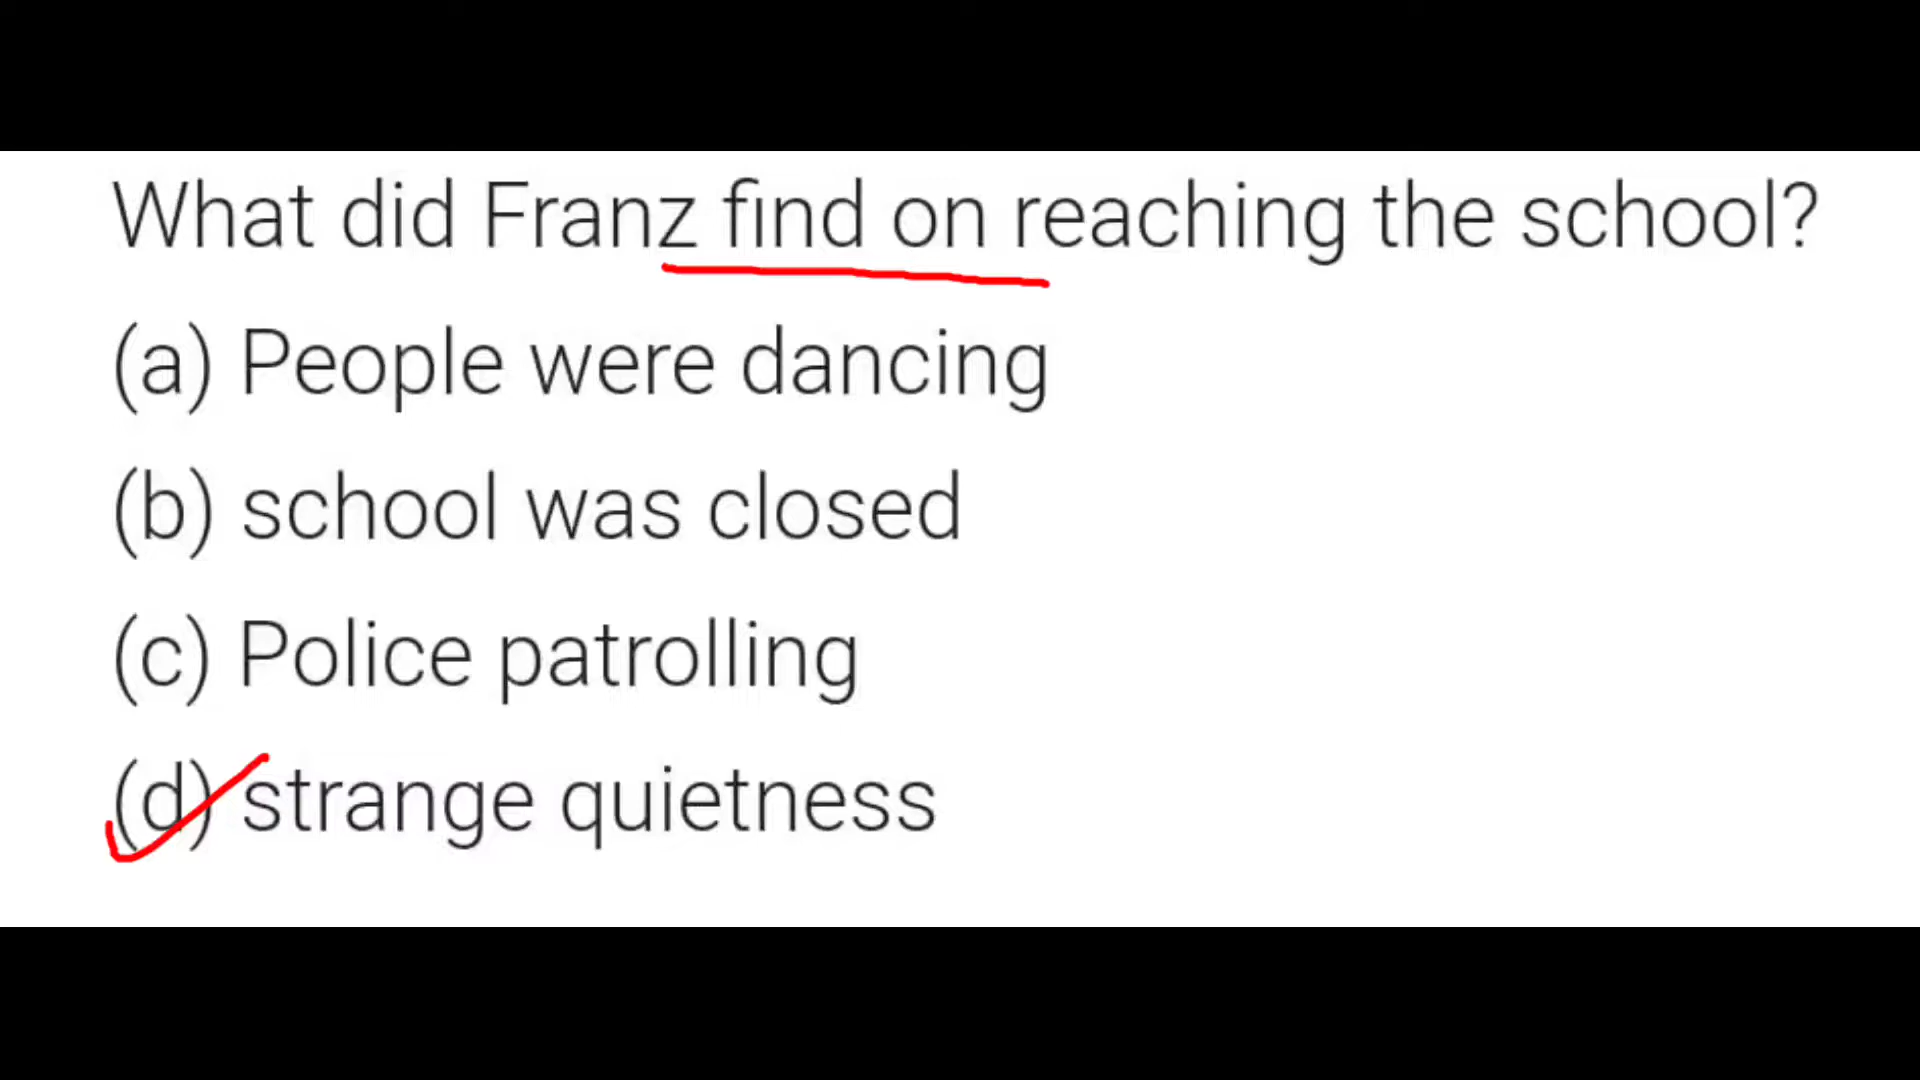 What did Franz find on reaching the school?
(a) People were dancing
(b) school was closed
(c) Police patrolling
(d) strange quietness